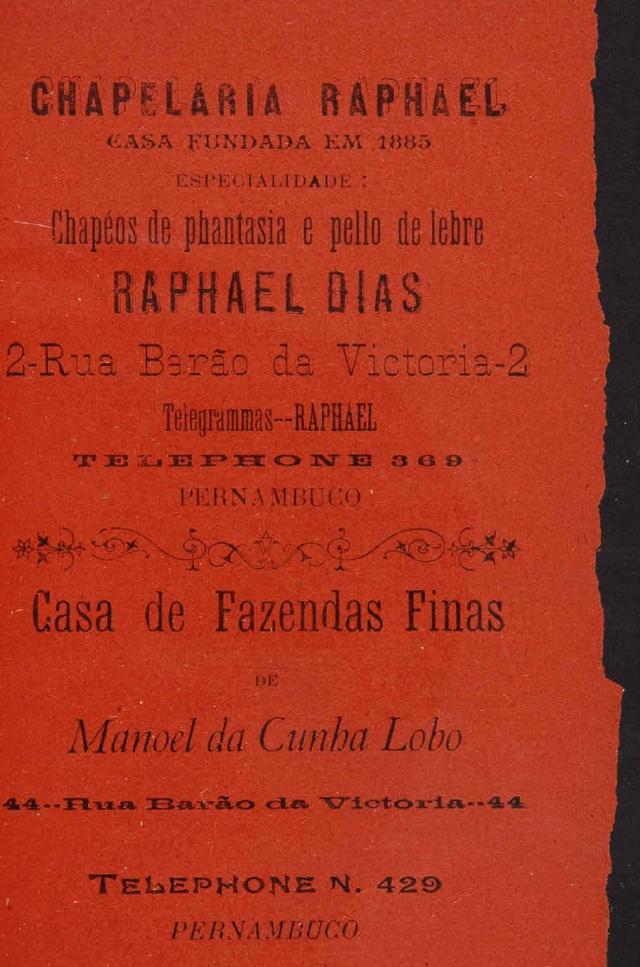 CHAPELARIA RAPHAEL
CASA FUNDADA EM 1885
ESPECIALIDADE:
Chapéos de phantasia e pello de lebre
RAPHAEL DIAS
2-Rua Barão da Victoria-2
Telegrammas--RAPHAEL
TELEPHONE 369
PERNAMBUCO
Casa de Fazendas Finas
DE
Manoel da Cunha Lobo
44--Rua Barão da Victoria--44
TELEPHONE N. 429
PERNAMBUCO